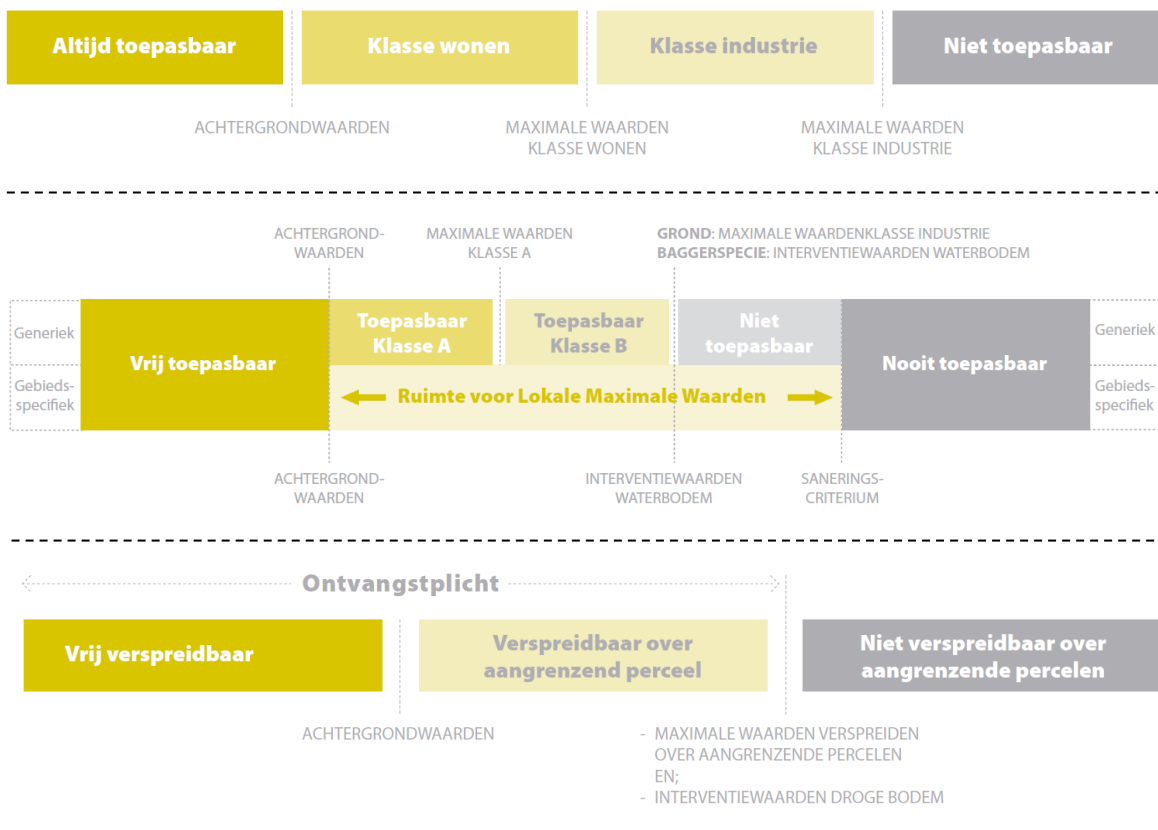 Altijd toepasbaar
Klasse wonen
Klasse industrie
Niet toepasbaar
ACHTERGRONDWAARDEN
MAXIMALE WAARDEN
KLASSE WONEN
MAXIMALE WAARDEN
KLASSE INDUSTRIE
ACHTERGROND-
WAARDEN
MAXIMALE WAARDEN
KLASSE A
GROND: MAXIMALE WAARDENKLASSE INDUSTRIE
BAGGERSPECIE: INTERVENTIEWAARDEN WATERBODEM
Generiek
Gebieds-
specifiek
Vrij toepasbaar
Toepasbaar
Klasse A
Toepasbaar
Klasse B
Niet
toepasbaar
Ruimte voor Lokale Maximale Waarden
Nooit toepasbaar
Generiek
Gebieds-
specifiek
ACHTERGROND-
WAARDEN
INTERVENTIEWAARDEN
WATERBODEM
SANERINGS-
CRITERIUM
Ontvangstplicht
Vrij verspreidbaar
Verspreidbaar over
aangrenzend perceel
Niet verspreidbaar over
aangrenzende percelen
ACHTERGRONDWAARDEN
- MAXIMALE WAARDEN VERSPREIDEN
OVER AANGRENZENDE PERCELEN
EN;
- INTERVENTIEWAARDEN DROGE BODEM